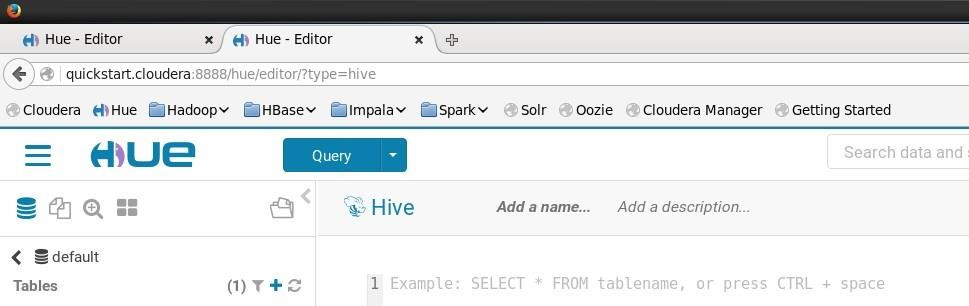 Hue - Editor × Hue - Editor ×
quickstart.cloudera:8888/hue/editor/?type=hive
Cloudera Hue Hadoop HBase Impala Spark Solr Oozie Cloudera Manager Getting Started
HUE Query Search data and
Hive Add a name... Add a description...
default
Tables (1)
1 Example: SELECT * FROM tablename, or press CTRL + space